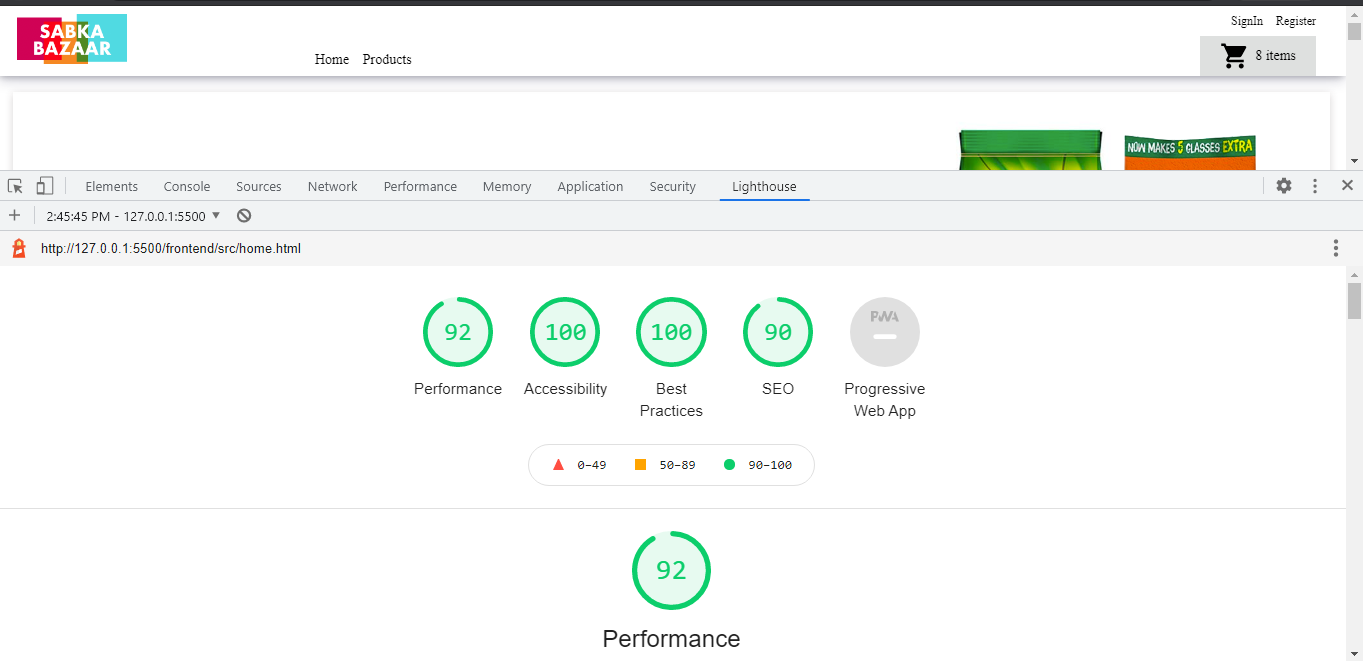 SABKA
BAZAAR
SignIn Register
Home Products
8 items
NOW MAKES 5 GLASSES EXTRA
Elements Console Sources Network Performance Memory Application Security Lighthouse
2:45:45 PM - 127.0.0.1:5500
http://127.0.0.1:5500/frontend/src/home.html
92 100 100 90 PWA
Performance Accessibility Best Practices SEO Progressive Web App
0–49 50–89 90–100
92
Performance